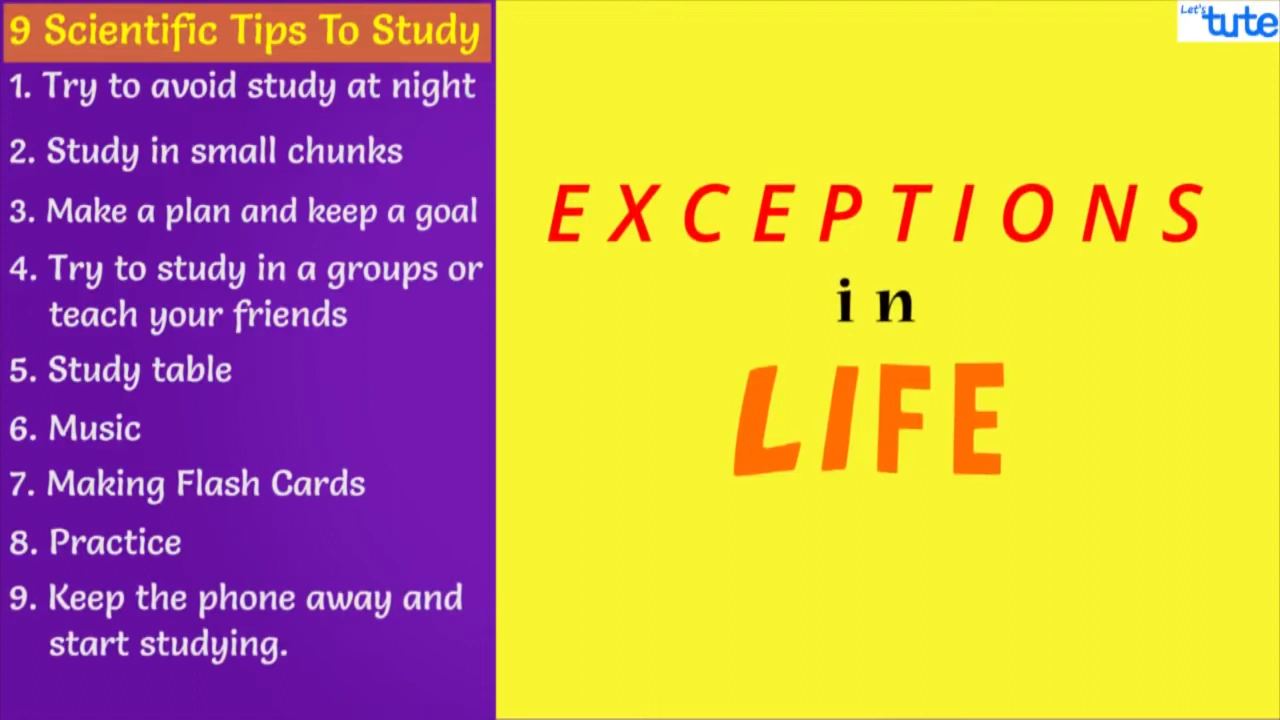 9 Scientific Tips To Study
1. Try to avoid study at night
2. Study in small chunks
3. Make a plan and keep a goal
4. Try to study in a groups or
teach your friends
5. Study table
6. Music
7. Making Flash Cards
8. Practice
9. Keep the phone away and
start studying.
Let's
tute
EXCEPTIONS
in
LIFE